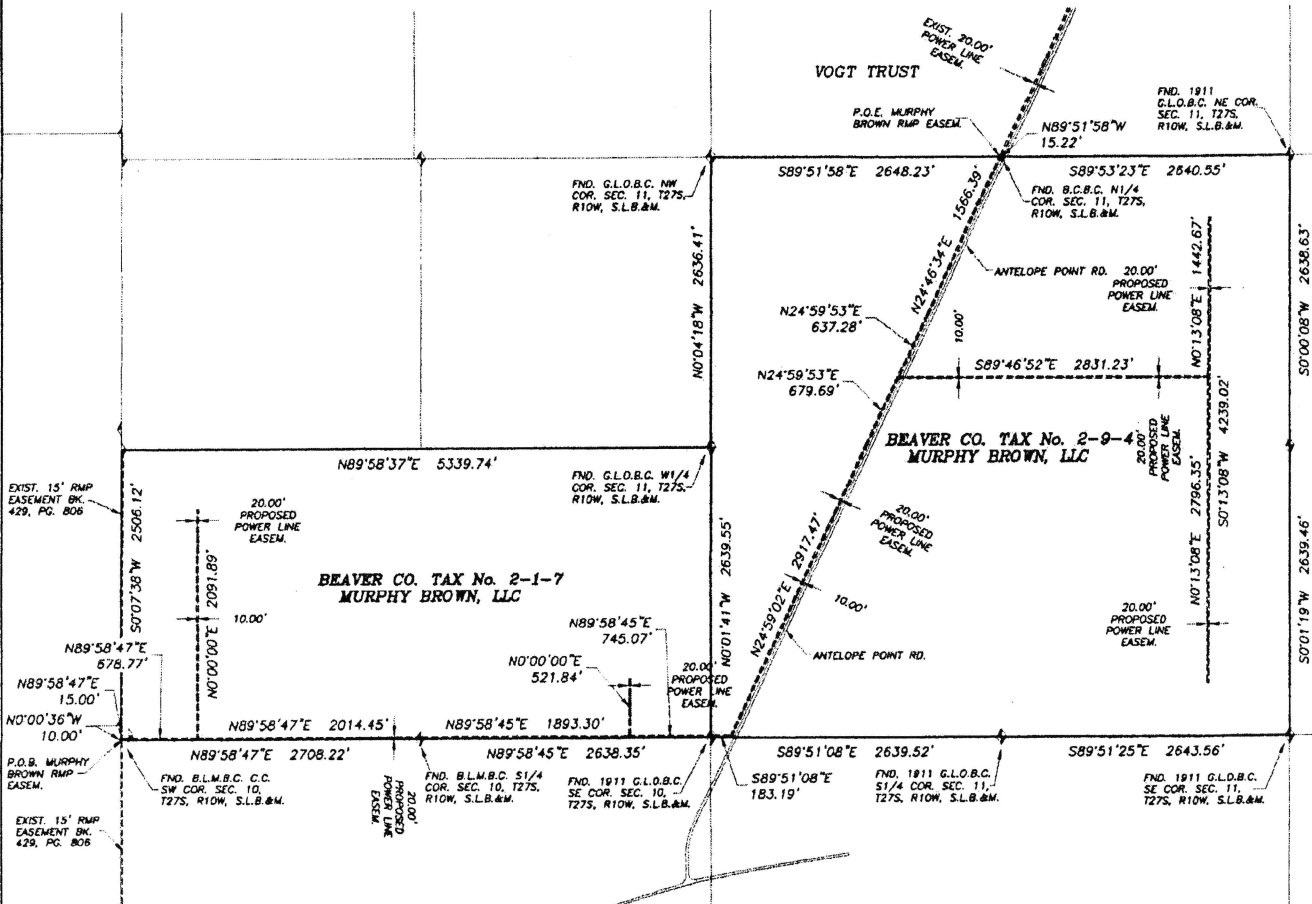 EXIST. 20.00'
POWER LINE
EASEM.
VOGT TRUST
P.O.E. MURPHY
BROWN RMP EASEM.
N89°51'58"W
15.22'
FND. 1911
G.L.O.B.C. NE COR.
SEC. 11, T27S,
R10W, S.L.B.&M.
FND. G.L.O.B.C. NW
COR. SEC. 11, T27S,
R10W, S.L.B.&M.
S89°51'58"E 2648.23'
S89°53'23"E 2640.55'
FND. B.C.B.C. N1/4
COR. SEC. 11, T27S,
R10W, S.L.B.&M.
N0°04'18"W 2636.41'
N24°46'34"E 1566.39'
ANTELOPE POINT RD.
20.00'
PROPOSED
POWER LINE
EASEM.
N0°13'08"E 1442.67'
S0°00'08"W 2638.63'
N24°59'53"E
637.28'
10.00'
S89°46'52"E 2831.23'
N24°59'53"E
679.69'
BEAVER CO. TAX No. 2-9-4
MURPHY BROWN, LLC
20.00'
PROPOSED
POWER LINE
EASEM.
S0°13'08"W 4239.02'
N89°58'37"E 5339.74'
FND. G.L.O.B.C. W1/4
COR. SEC. 11, T27S,
R10W, S.L.B.&M.
EXIST. 15' RMP
EASEMENT BK.
429, PG. 806
S0°07'38"W 2506.12'
20.00'
PROPOSED
POWER LINE
EASEM.
N0°00'00"E 2091.89'
10.00'
BEAVER CO. TAX No. 2-1-7
MURPHY BROWN, LLC
N0°01'41"W 2639.55'
20.00'
PROPOSED
POWER LINE
EASEM.
N24°59'02"E 2917.47'
10.00'
ANTELOPE POINT RD.
N0°13'08"E 2796.35'
20.00'
PROPOSED
POWER LINE
EASEM.
S0°01'19"W 2639.46'
N89°58'47"E
678.77'
N89°58'47"E
15.00'
N0°00'36"W
10.00'
N89°58'45"E
745.07'
N0°00'00"E
521.84'
20.00'
PROPOSED
POWER LINE
EASEM.
N89°58'47"E 2014.45'
N89°58'45"E 1893.30'
P.O.B. MURPHY
BROWN RMP
EASEM.
N89°58'47"E 2708.22'
N89°58'45"E 2638.35'
S89°51'08"E 2639.52'
S89°51'25"E 2643.56'
FND. B.L.M.B.C. C.C.
SW COR. SEC. 10,
T27S, R10W, S.L.B.&M.
20.00'
PROPOSED
POWER LINE
EASEM.
FND. B.L.M.B.C. S1/4
COR. SEC. 10, T27S,
R10W, S.L.B.&M.
FND. 1911 G.L.O.B.C.
SE COR. SEC. 10,
T27S, R10W, S.L.B.&M.
S89°51'08"E
183.19'
FND. 1911 G.L.O.B.C.
S1/4 COR. SEC. 11,
T27S, R10W, S.L.B.&M.
FND. 1911 G.L.O.B.C.
SE COR. SEC. 11,
T27S, R10W, S.L.B.&M.
EXIST. 15' RMP
EASEMENT BK.
429, PG. 806